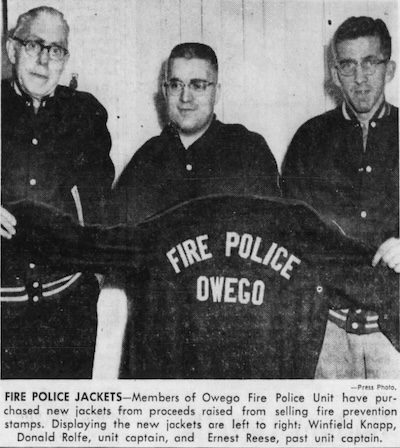 FIRE POLICE
OWEGO
—Press Photo.
FIRE POLICE JACKETS—Members of Owego Fire Police Unit have pur-
chased new jackets from proceeds raised from selling fire prevention
stamps. Displaying the new jackets are left to right: Winfield Knapp,
Donald Rolfe, unit captain, and Ernest Reese, past unit captain.